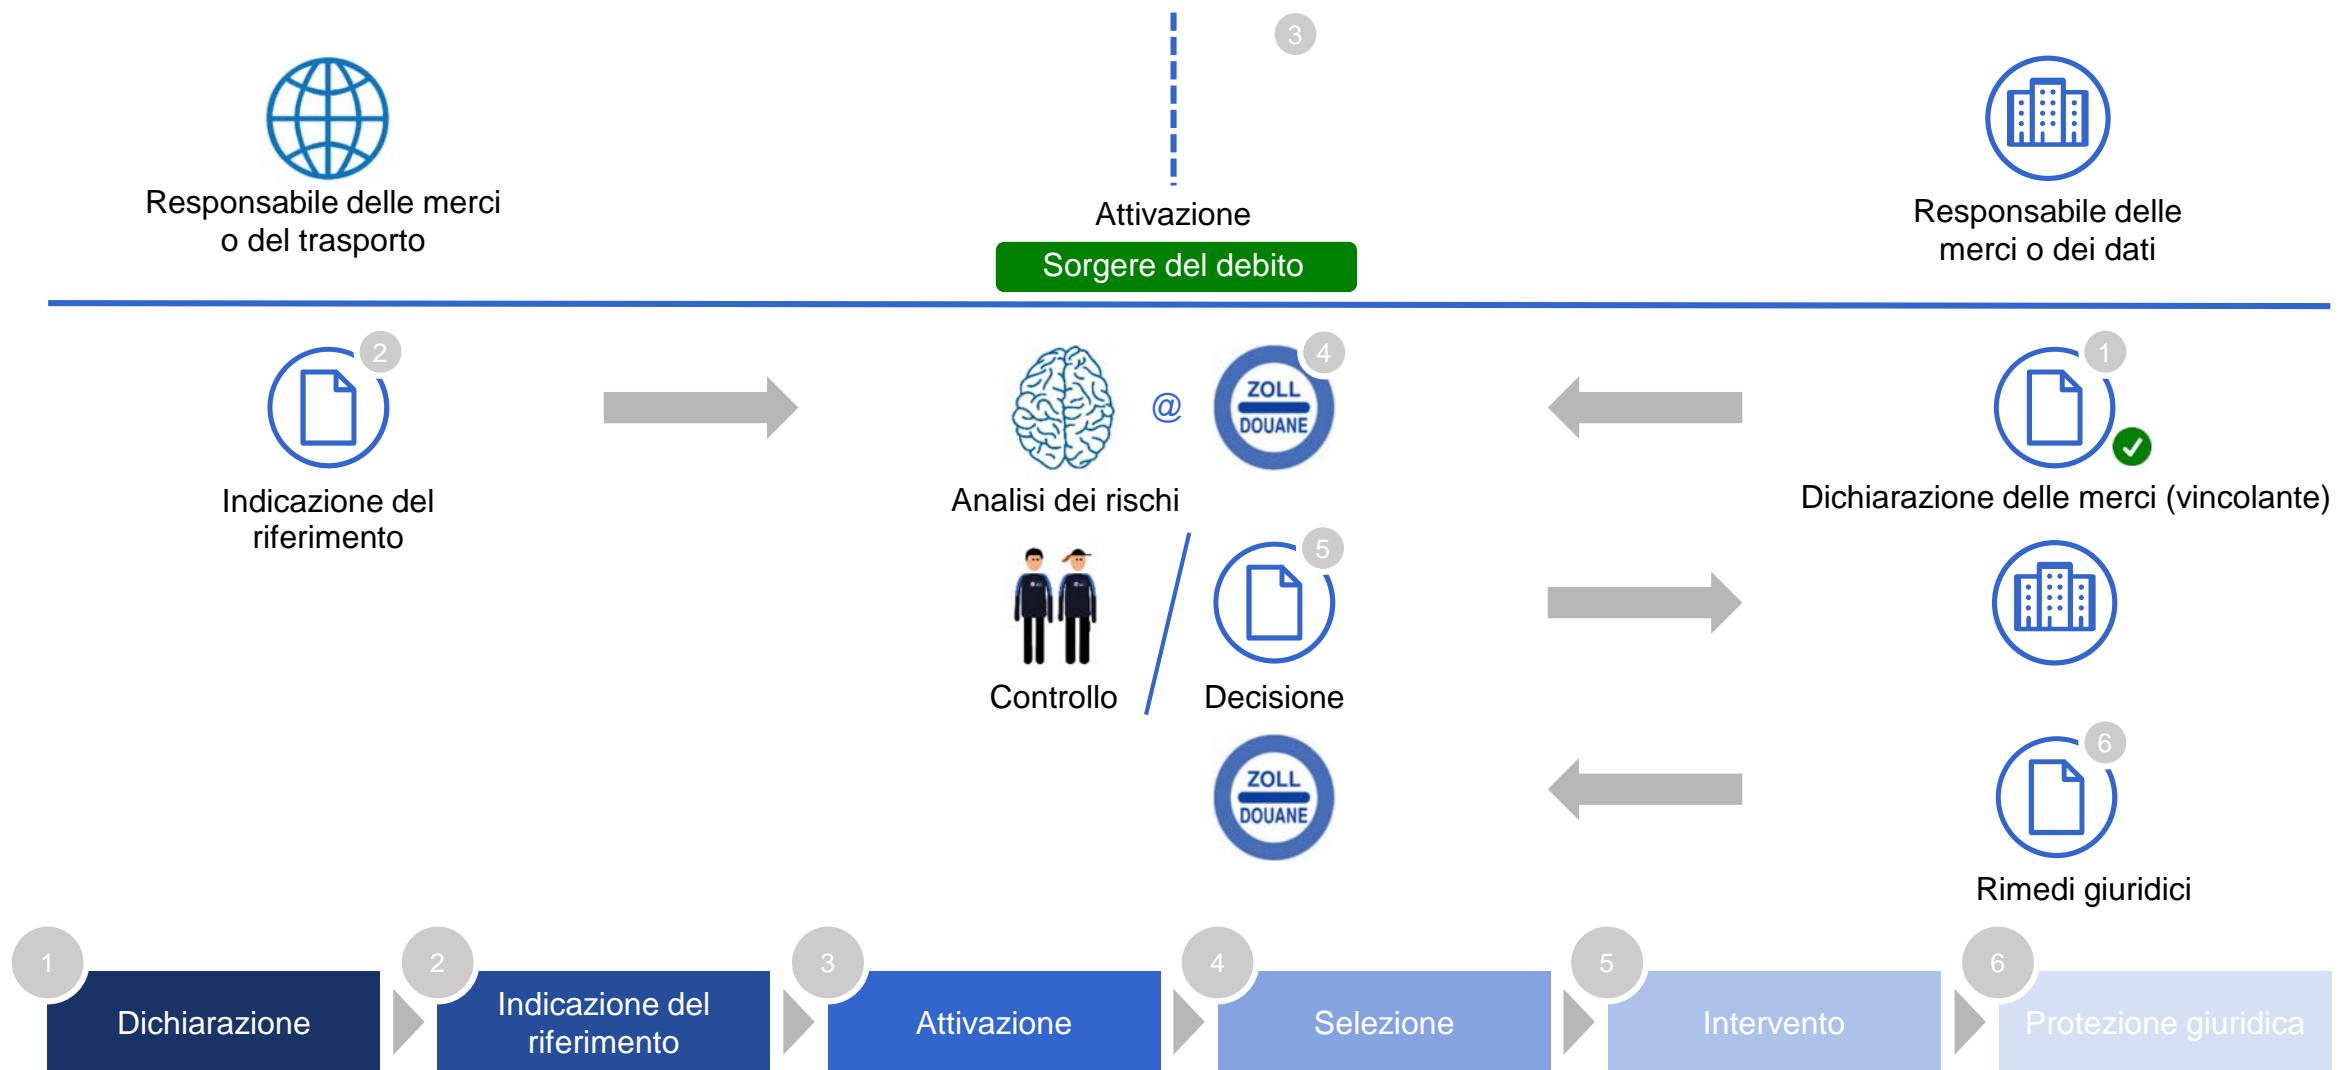 3
Responsabile delle merci
o del trasporto
Attivazione
Sorgere del debito
Responsabile delle
merci o dei dati
2
Indicazione del
riferimento
@
ZOLL
DOUANE
4
Analisi dei rischi
1
Dichiarazione delle merci (vincolante)
Controllo
5
Decisione
ZOLL
DOUANE
6
Rimedi giuridici
1
Dichiarazione
2
Indicazione del
riferimento
3
Attivazione
4
Selezione
5
Intervento
6
Protezione giuridica